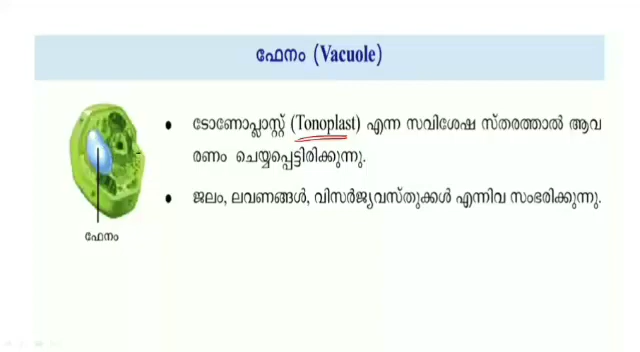 ഫേനം (Vacuole)
• ടോണോപ്ലാസ്റ്റ് (Tonoplast) എന്ന സവിശേഷ സ്തരത്താൽ ആവ
രണം ചെയ്യപ്പെട്ടിരിക്കുന്നു.
• ജലം, ലവണങ്ങൾ, വിസർജ്യവസ്തുക്കൾ എന്നിവ സംഭരിക്കുന്നു.
ഫേനം